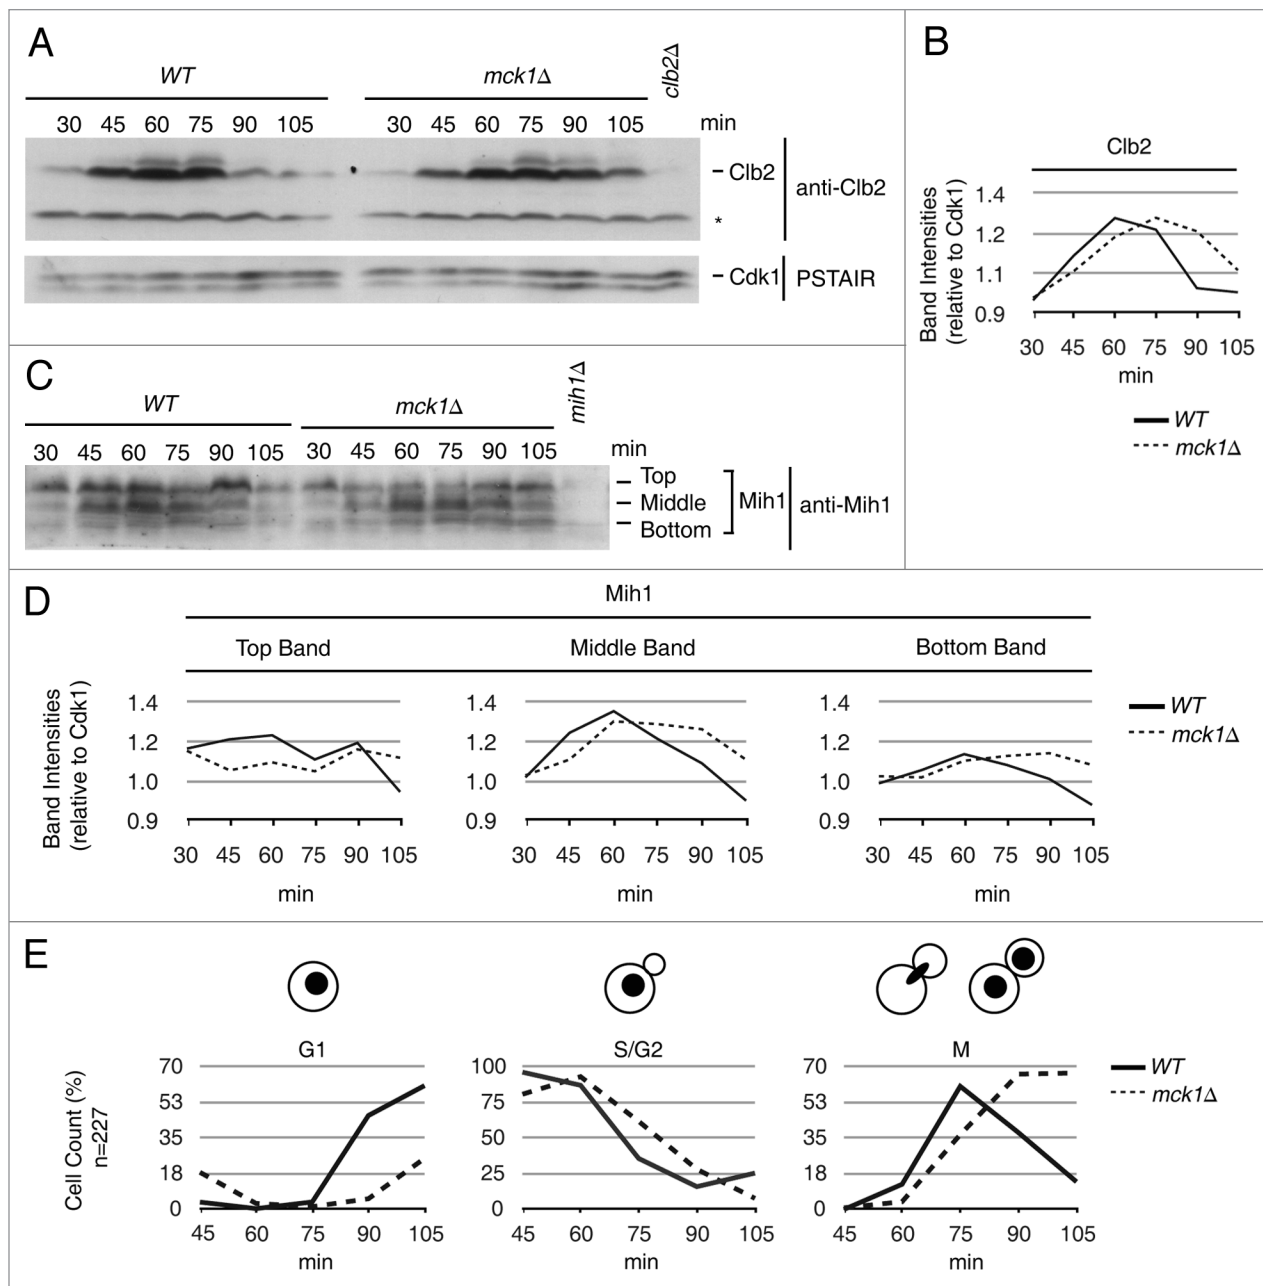 A
WT mck1Δ clb2Δ
30 45 60 75 90 105 30 45 60 75 90 105 min
Clb2
anti-Clb2
*
Cdk1 PSTAIR
B
Clb2
Band Intensities
(relative to Cdk1)
1.4
1.2
1.1
0.9
30 45 60 75 90 105
min
WT
mck1Δ
C
WT mck1Δ mih1Δ
30 45 60 75 90 105 30 45 60 75 90 105 min
Top
Middle
Bottom
Mih1
anti-Mih1
D
Mih1
Top Band Middle Band Bottom Band
Band Intensities
(relative to Cdk1)
1.4 1.4 1.4
1.2 1.2 1.2
1.0 1.0 1.0
0.9 0.9 0.9
30 45 60 75 90 105 30 45 60 75 90 105 30 45 60 75 90 105
min min min
WT
mck1Δ
E
G1 S/G2 M
Cell Count (%)
n=227
70 100 70
53 75 53
35 50 35
18 25 18
0 0 0
45 60 75 90 105 45 60 75 90 105 45 60 75 90 105
min min min
WT
mck1Δ